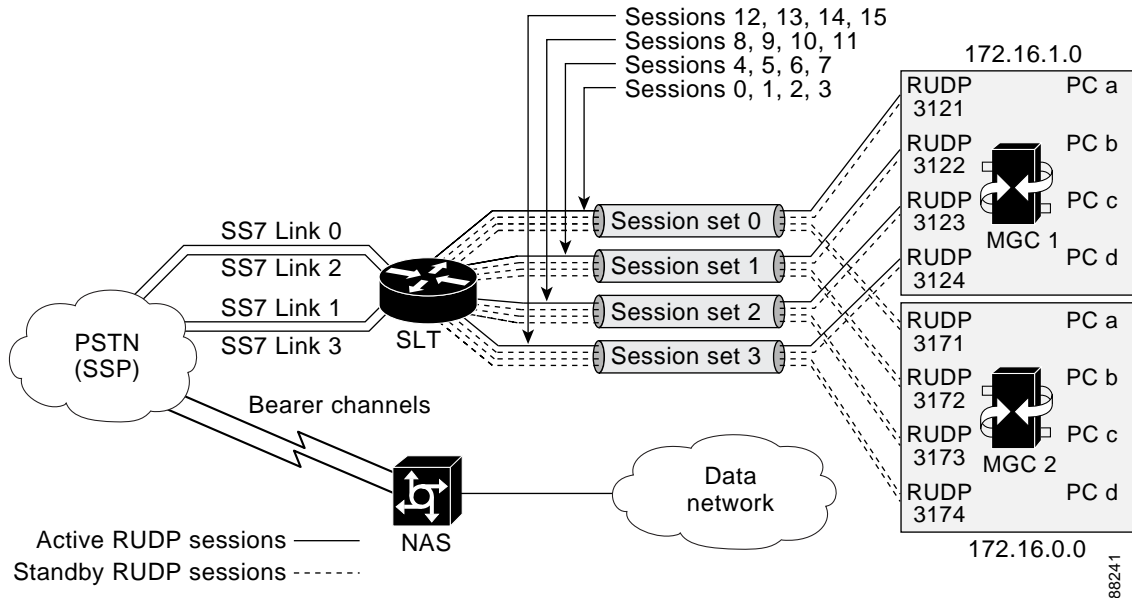 Sessions 12, 13, 14, 15
Sessions 8, 9, 10, 11
Sessions 4, 5, 6, 7
Sessions 0, 1, 2, 3
172.16.1.0
RUDP
3121
PC a
RUDP
3122
PC b
RUDP
3123
PC c
MGC 1
RUDP
3124
PC d
SS7 Link 0
SS7 Link 2
SS7 Link 1
SS7 Link 3
SLT
PSTN
(SSP)
Session set 0
Session set 1
Session set 2
Session set 3
RUDP
3171
PC a
RUDP
3172
PC b
RUDP
3173
PC c
MGC 2
RUDP
3174
PC d
172.16.0.0
Bearer channels
NAS
Data
network
Active RUDP sessions
Standby RUDP sessions
88241